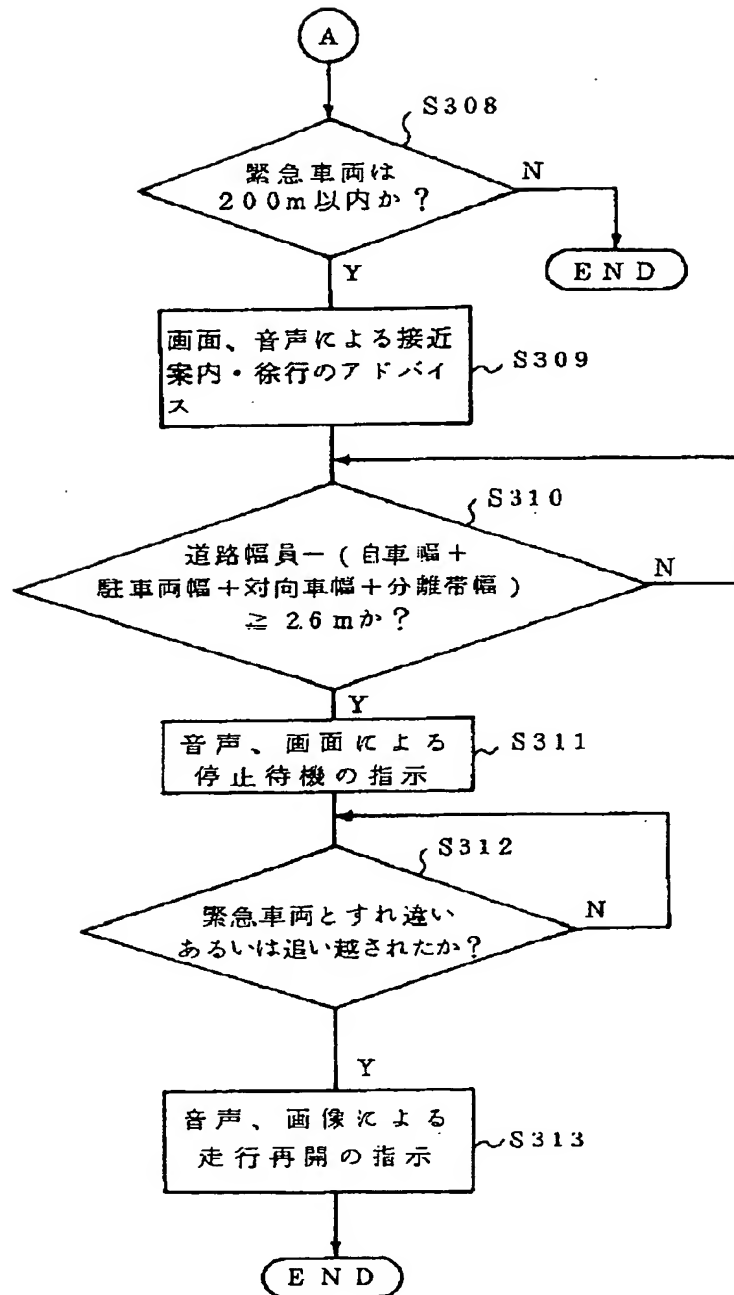 A
S308
緊急車両は
200m以内か?
N
END
Y
画面、音声による接近
案内・徐行のアドバイ
ス
S309
S310
道路幅員ー(自車幅+
駐車両幅+対向車幅+分離帯幅)
≧ 2.6mか?
N
Y
音声、画面による
停止待機の指示
S311
S312
緊急車両とすれ違い
あるいは追い越されたか?
N
Y
音声、画像による
走行再開の指示
S313
END